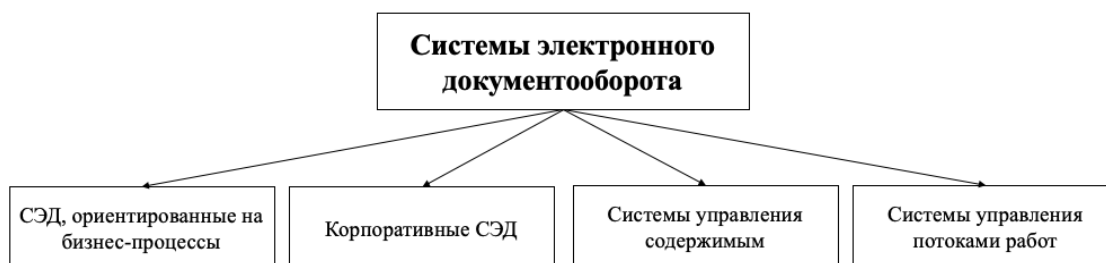 Системы электронного
документооборота
СЭД, ориентированные на
бизнес-процессы
Корпоративные СЭД
Системы управления
содержимым
Системы управления
потоками работ